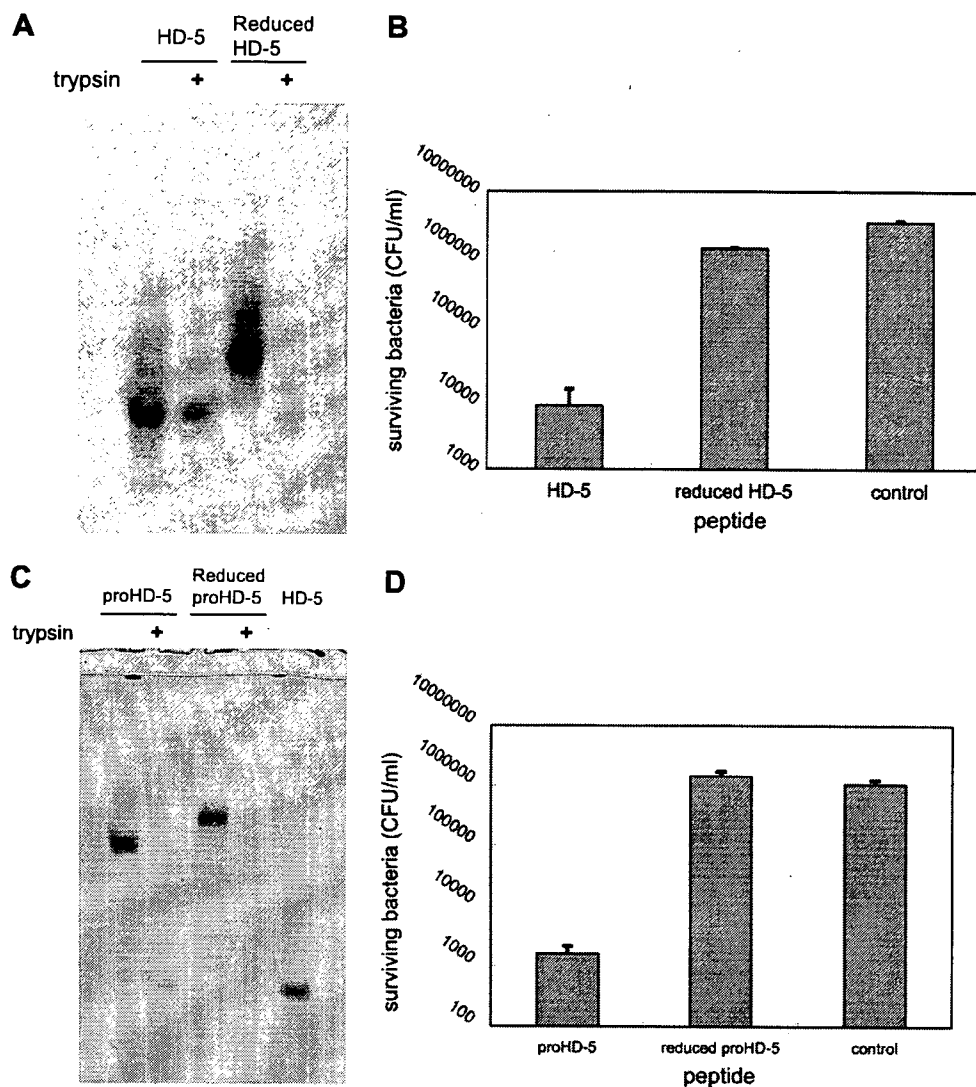 A
HD-5
Reduced
HD-5
trypsin
+
+
B
surviving bacteria (CFU/ml)
10000000
1000000
100000
10000
1000
HD-5
reduced HD-5
control
peptide
C
proHD-5
Reduced
proHD-5
HD-5
trypsin
+
+
D
surviving bacteria (CFU/ml)
10000000
1000000
100000
10000
1000
100
proHD-5
reduced proHD-5
control
peptide